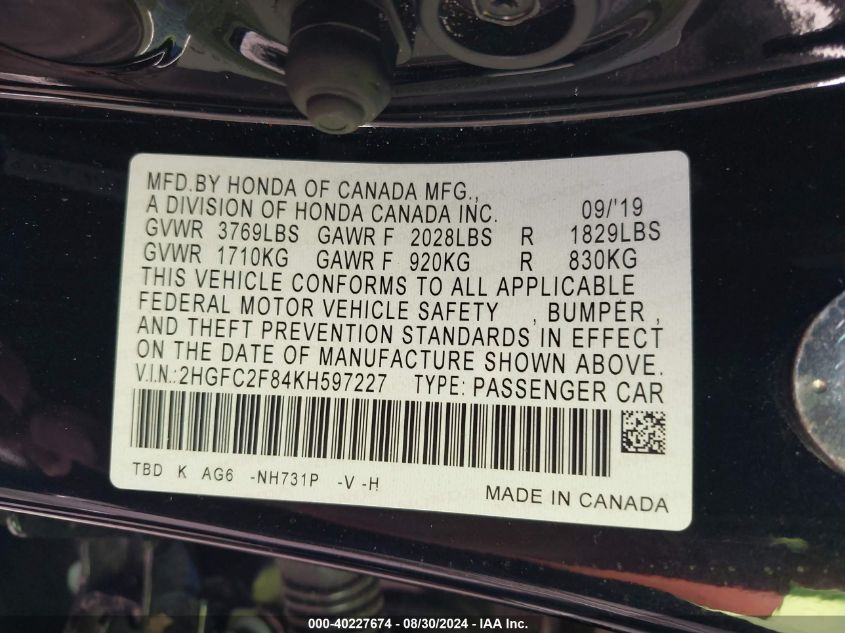 MFD.BY HONDA OF CANADA MFG.,
A DIVISION OF HONDA CANADA INC. 09/'19
GVWR 3769LBS GAWR F 2028LBS R 1829LBS
GVWR 1710KG GAWR F 920KG R 830KG
THIS VEHICLE CONFORMS TO ALL APPLICABLE
FEDERAL MOTOR VEHICLE SAFETY , BUMPER ,
AND THEFT PREVENTION STANDARDS IN EFFECT
ON THE DATE OF MANUFACTURE SHOWN ABOVE.
V.I.N.:2HGFC2F84KH597227 TYPE: PASSENGER CAR
TBD K AG6 -NH731P -V -H
MADE IN CANADA
000-40227674 / 08/30/2024 - IAA Inc.